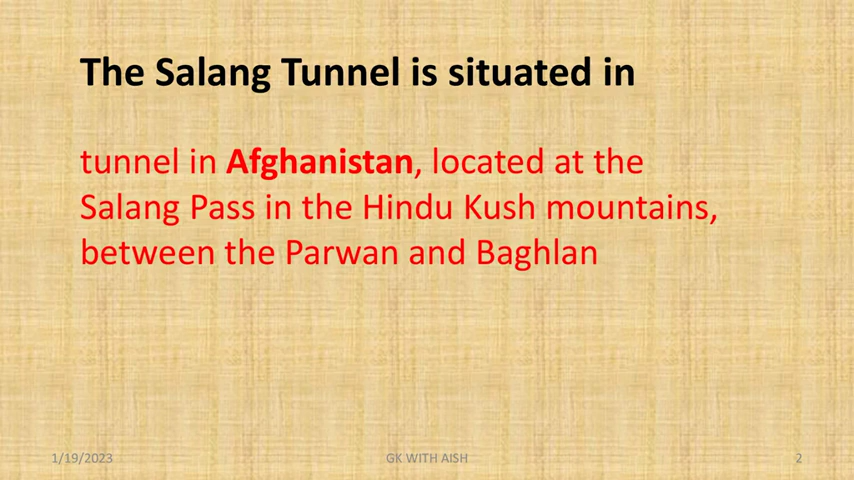 The Salang Tunnel is situated in
tunnel in Afghanistan, located at the
Salang Pass in the Hindu Kush mountains,
between the Parwan and Baghlan
1/19/2023
GK WITH AISH
2